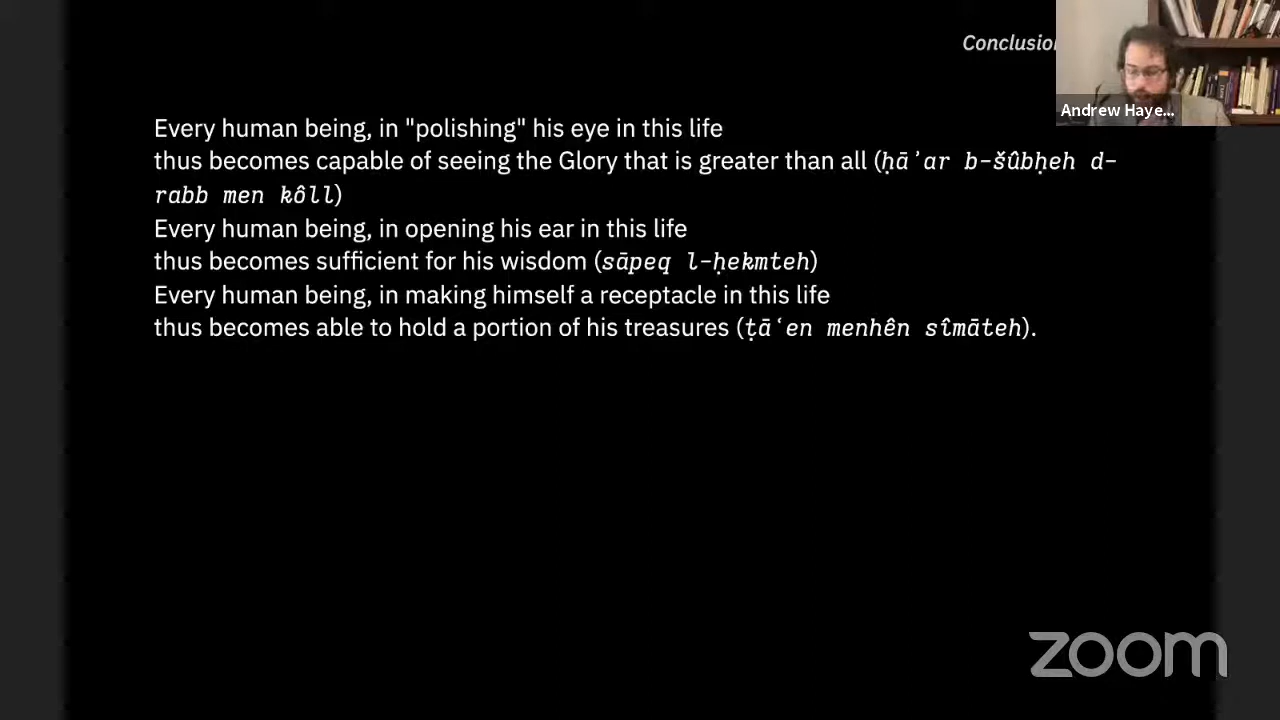 Conclusion
Andrew Haye...
Every human being, in "polishing" his eye in this life
thus becomes capable of seeing the Glory that is greater than all (ḥāʾar b-šûbḥeh d-
rabb men kôll)
Every human being, in opening his ear in this life
thus becomes sufficient for his wisdom (sāpeq l-ḥekmteh)
Every human being, in making himself a receptacle in this life
thus becomes able to hold a portion of his treasures (ṭāʿen menhên sîmāteh).
zoom